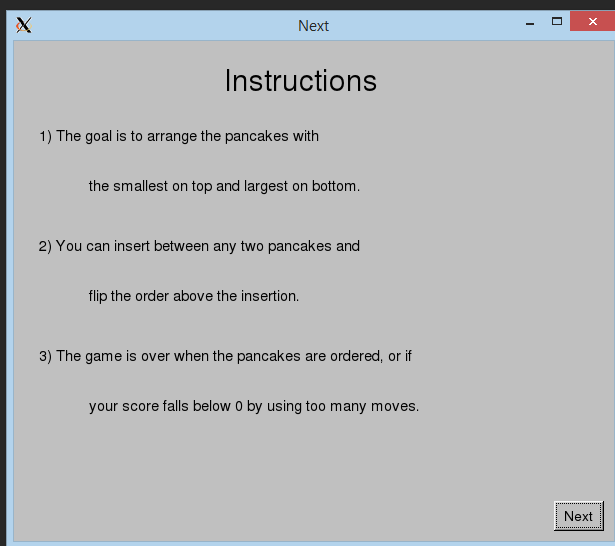 Next
Instructions
1) The goal is to arrange the pancakes with
the smallest on top and largest on bottom.
2) You can insert between any two pancakes and
flip the order above the insertion.
3) The game is over when the pancakes are ordered, or if
your score falls below 0 by using too many moves.
Next